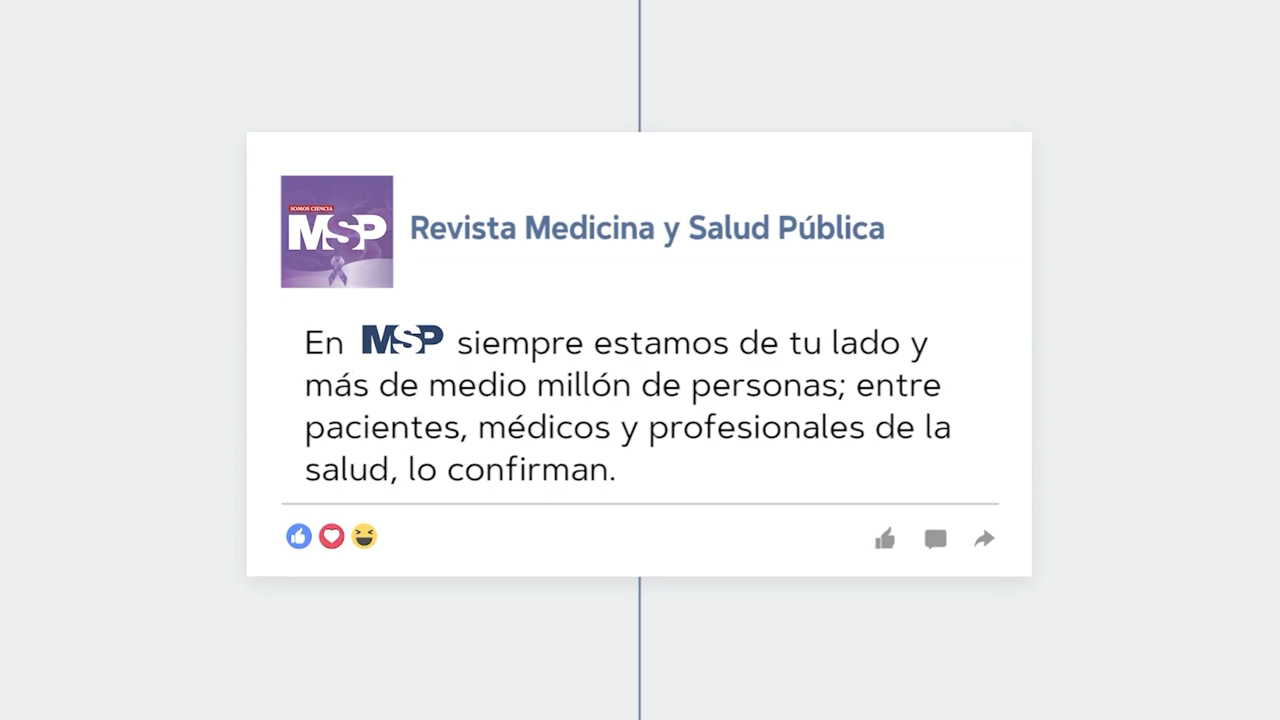 SOMOS CIENCIA
MSP
Revista Medicina y Salud Pública
En MSP siempre estamos de tu lado y
más de medio millón de personas; entre
pacientes, médicos y profesionales de la
salud, lo confirman.